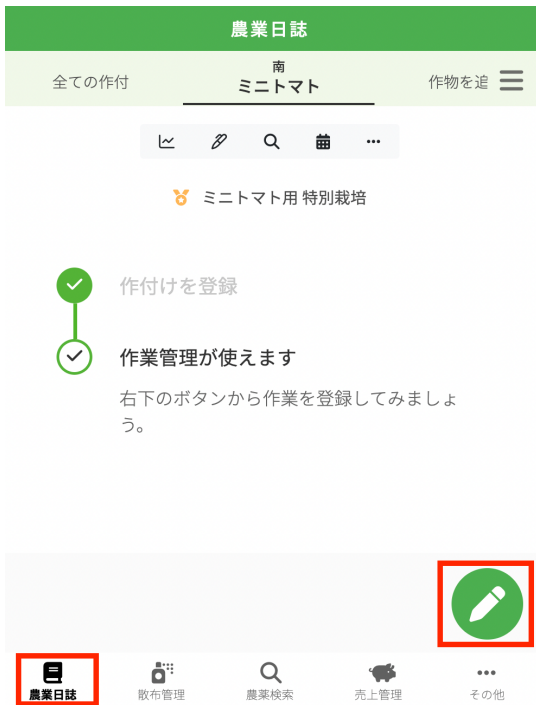 農業日誌
全ての作付
南
ミニトマト
作物を追
ミニトマト用 特別栽培
作付けを登録
作業管理が使えます
右下のボタンから作業を登録してみましょ
う。
農業日誌
散布管理
農薬検索
売上管理
その他